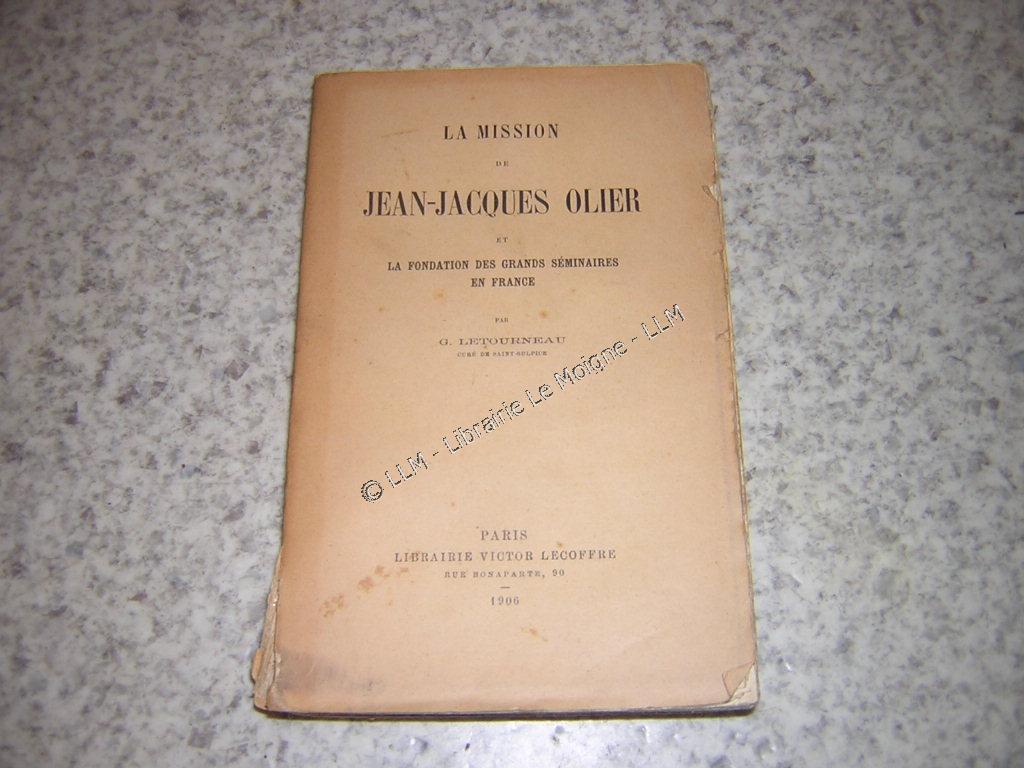 LA MISSION
DE
JEAN-JACQUES OLIER
ET
LA FONDATION DES GRANDS SÉMINAIRES
EN FRANCE
PAR
G. LETOURNEAU
CURÉ DE SAINT-SULPICE
© LLM - Librairie Le Moigne - LLM
PARIS
LIBRAIRIE VICTOR LECOFFRE
RUE BONAPARTE, 90
1906